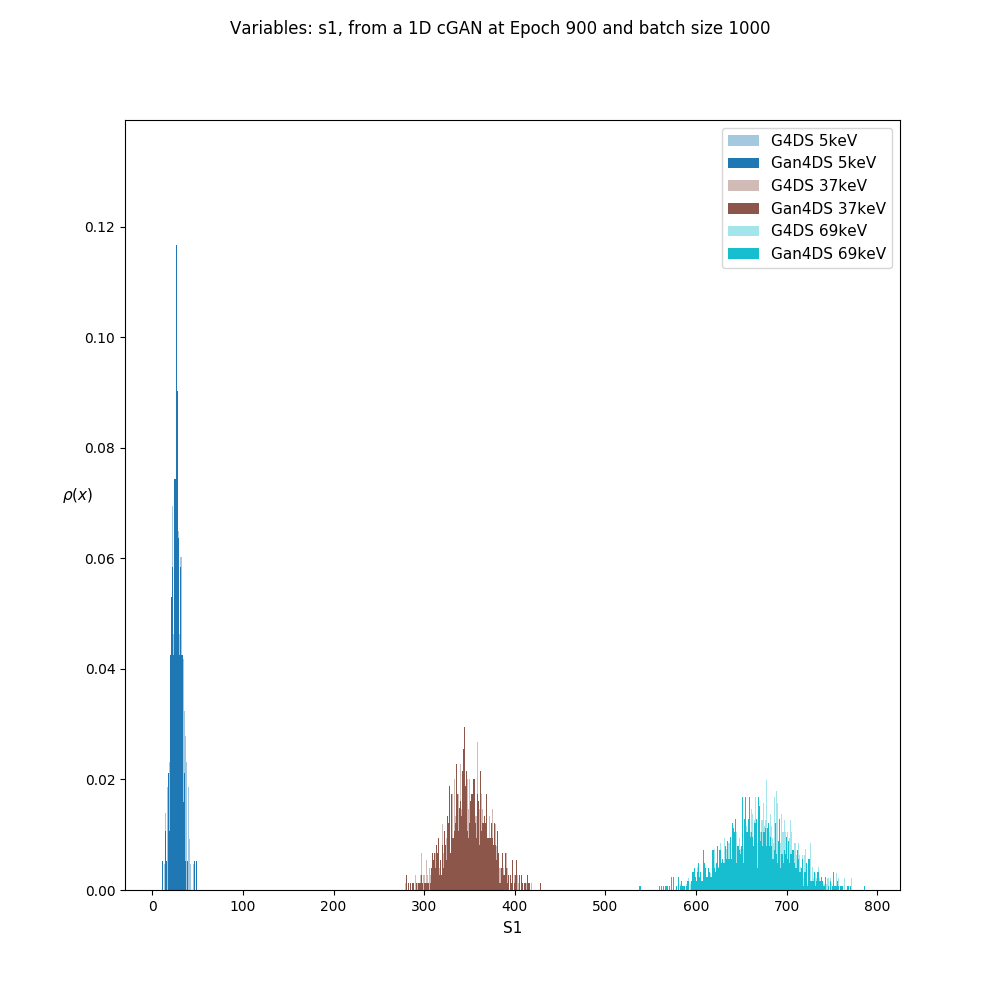 Variables: s1, from a 1D cGAN at Epoch 900 and batch size 1000
G4DS 5keV
Gan4DS 5keV
G4DS 37keV
Gan4DS 37keV
G4DS 69keV
Gan4DS 69keV
0.12
0.10
0.08
ρ(x)
0.06
0.04
0.02
0.00
0 100 200 300 400 500 600 700 800
S1